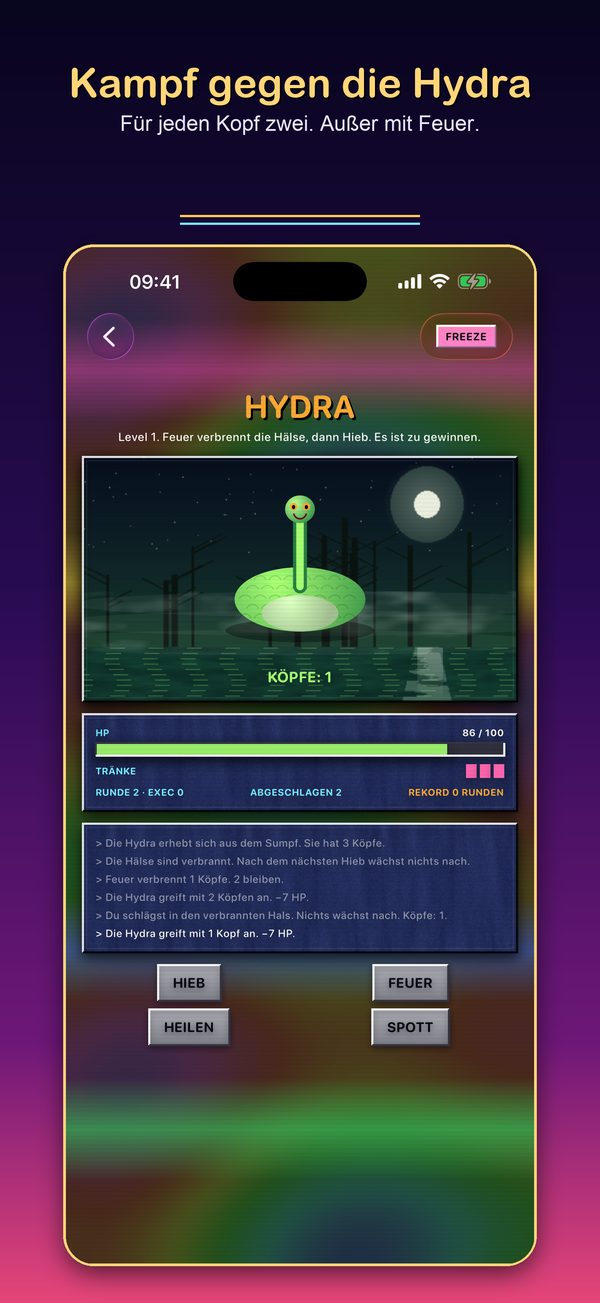 Kampf gegen die Hydra
Für jeden Kopf zwei. Außer mit Feuer.
09:41
FREEZE
HYDRA
Level 1. Feuer verbrennt die Hälse, dann Hieb. Es ist zu gewinnen.
KÖPFE: 1
HP 86 / 100
TRÄNKE
RUNDE 2 · EXEC 0 ABGESCHLAGEN 2 REKORD 0 RUNDEN
> Die Hydra erhebt sich aus dem Sumpf. Sie hat 3 Köpfe.
> Die Hälse sind verbrannt. Nach dem nächsten Hieb wächst nichts nach.
> Feuer verbrennt 1 Köpfe. 2 bleiben.
> Die Hydra greift mit 2 Köpfen an. −7 HP.
> Du schlägst in den verbrannten Hals. Nichts wächst nach. Köpfe: 1.
> Die Hydra greift mit 1 Kopf an. −7 HP.
HIEB FEUER
HEILEN SPOTT